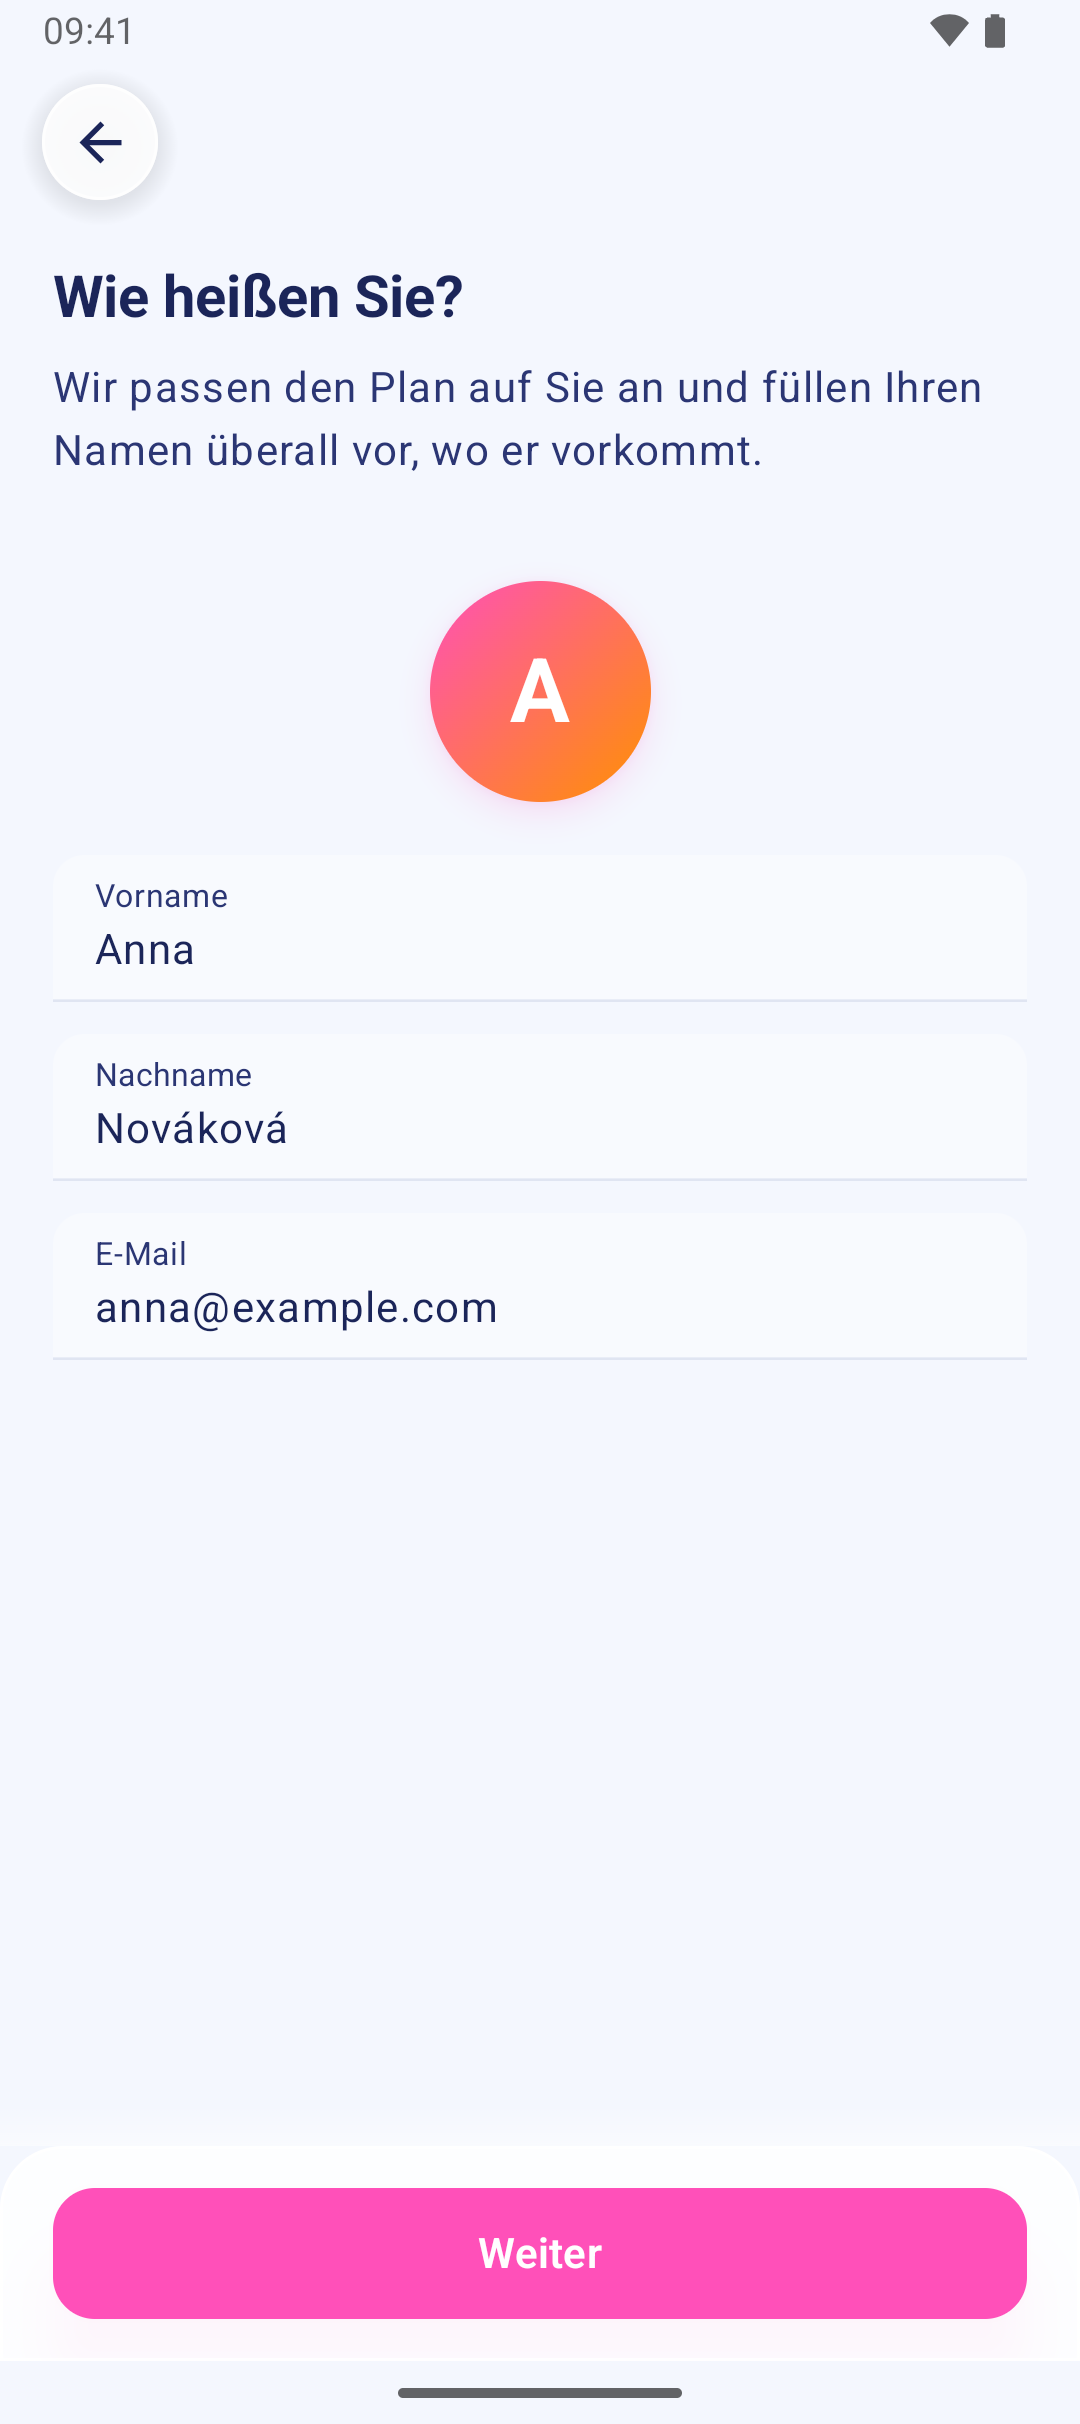 09:41
Wie heißen Sie?
Wir passen den Plan auf Sie an und füllen Ihren
Namen überall vor, wo er vorkommt.
A
Vorname
Anna
Nachname
Nováková
E-Mail
anna@example.com
Weiter